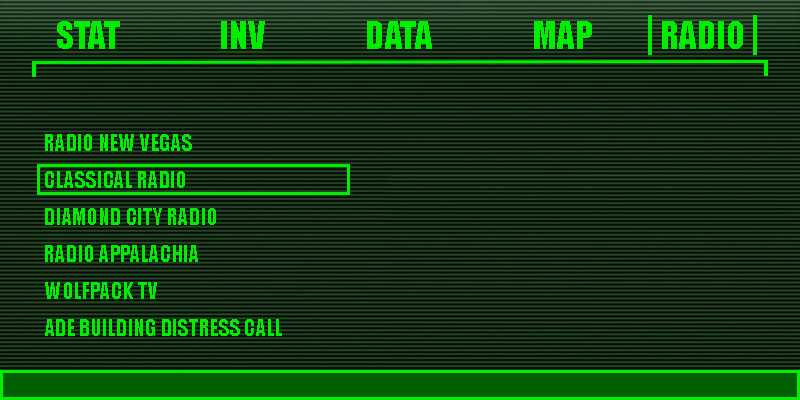 STAT INV DATA MAP RADIO
RADIO NEW VEGAS
CLASSICAL RADIO
DIAMOND CITY RADIO
RADIO APPALACHIA
WOLFPACK TV
ADE BUILDING DISTRESS CALL